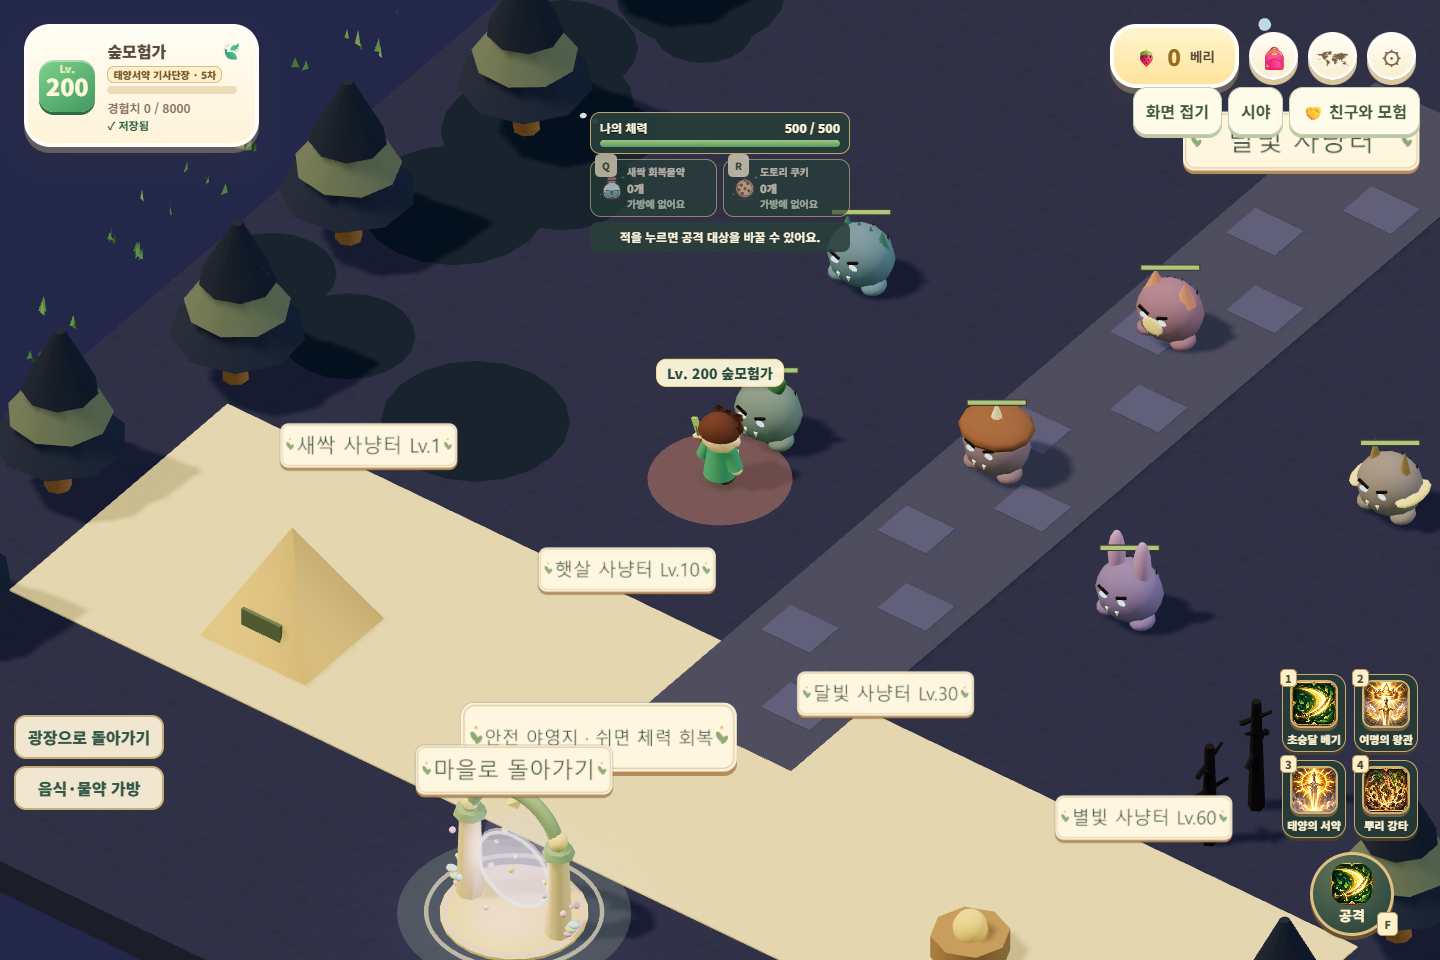 숲모험가
Lv.
200
태양서약 기사단장 · 5차
경험치 0 / 8000
✓ 저장됨
0 베리
화면 접기
시야
친구와 모험
달빛 사냥터
나의 체력
500 / 500
Q
새싹 회복물약
0개
가방에 없어요
R
도토리 쿠키
0개
가방에 없어요
적을 누르면 공격 대상을 바꿀 수 있어요.
Lv. 200 숲모험가
새싹 사냥터 Lv.1
햇살 사냥터 Lv.10
달빛 사냥터 Lv.30
안전 야영지 · 쉬면 체력 회복
마을로 돌아가기
별빛 사냥터 Lv.60
광장으로 돌아가기
음식·물약 가방
1
초승달 베기
2
여명의 왕관
3
태양의 서약
4
뿌리 강타
공격
F